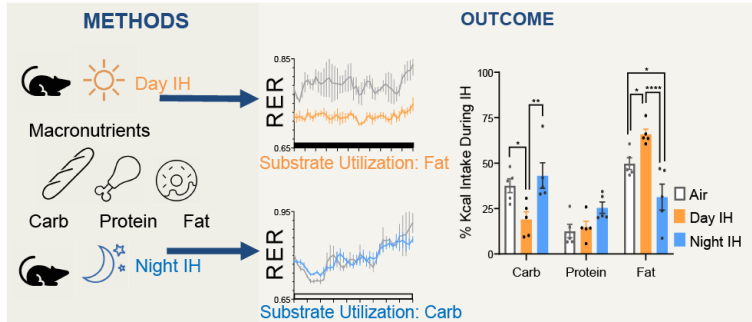 METHODS
OUTCOME
Day IH
Macronutrients
Carb Protein Fat
Night IH
RER
0.85
0.65
Substrate Utilization: Fat
RER
0.95
0.65
Substrate Utilization: Carb
% Kcal Intake During IH
100
75
50
25
0
*
**
*
*
****
Carb Protein Fat
Air
Day IH
Night IH